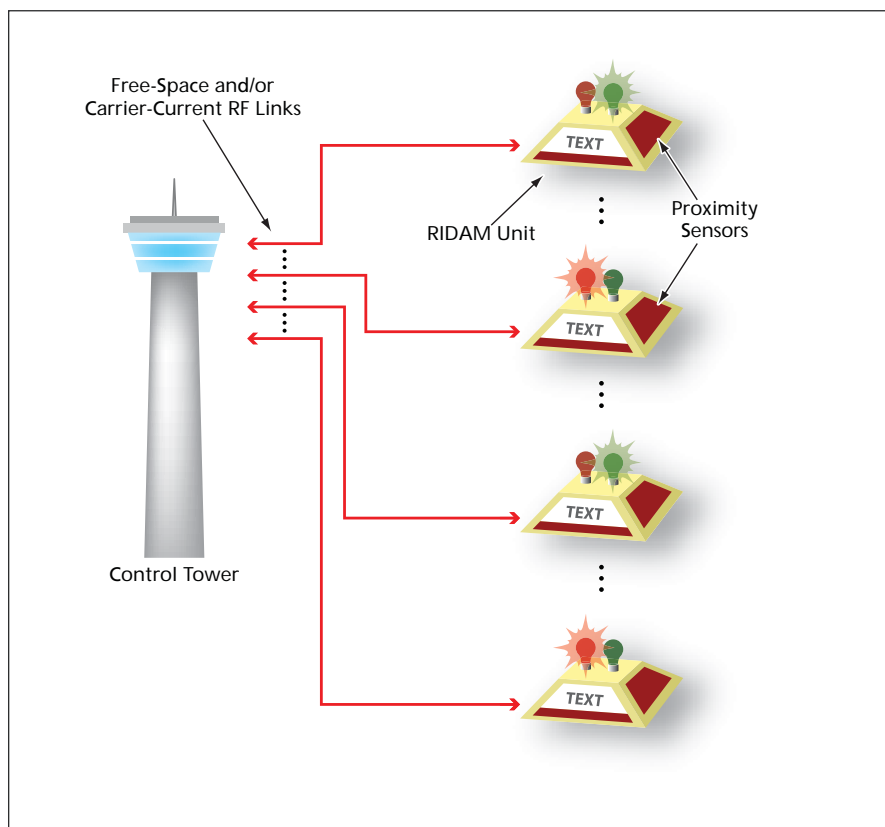 Free-Space and/or
Carrier-Current RF Links
TEXT
RIDAM Unit
Proximity
Sensors
TEXT
TEXT
Control Tower
TEXT